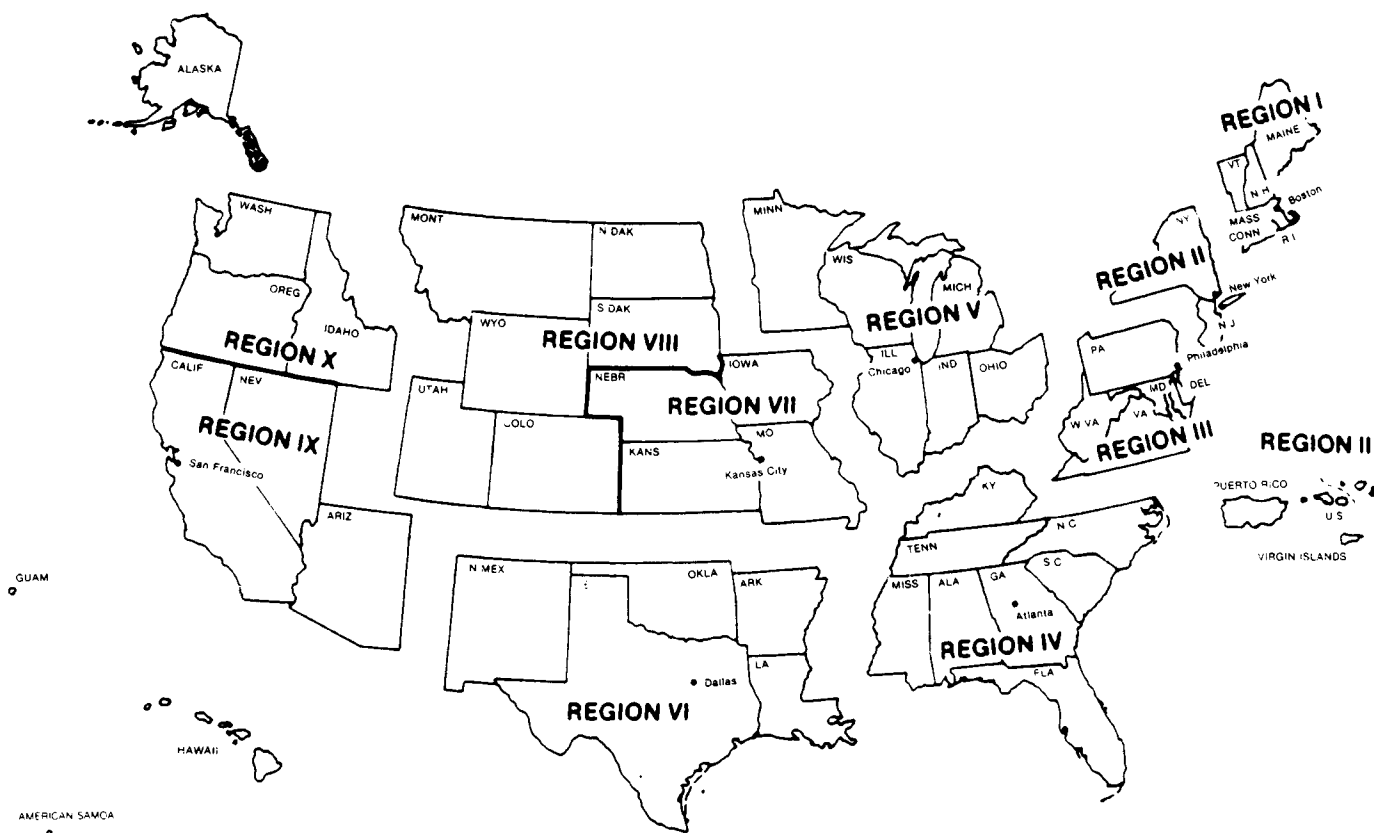 ALASKA
REGION I
MAINE
VT
N H
Boston
MASS
CONN
R I
WASH
MONT
N DAK
MINN
NY
WIS
REGION II
MICH
New York
OREG
S DAK
IDAHO
WYO
REGION V
N J
REGION X
REGION VIII
PA
Philadelphia
CALIF
NEV
UTAH
NEBR
IOWA
ILL
Chicago
IND
OHIO
MD
DEL
REGION VII
W VA
VA
REGION IX
REGION III
REGION II
San Francisco
KANS
MO
Kansas City
KY
PUERTO RICO
U S
VIRGIN ISLANDS
ARIZ
N C
TENN
S C
GUAM
N MEX
OKLA
ARK
MISS
ALA
GA
Atlanta
REGION IV
LA
FLA
Dallas
REGION VI
HAWAII
AMERICAN SAMOA